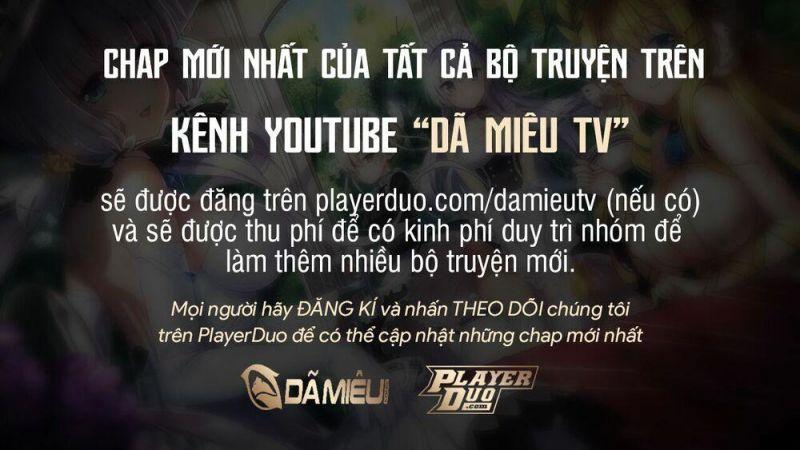 CHAP MỚI NHẤT CỦA TẤT CẢ BỘ TRUYỆN TRÊN
KÊNH YOUTUBE “DÃ MIÊU TV”
sẽ được đăng trên playerduo.com/damieutv (nếu có)
và sẽ được thu phí để có kinh phí duy trì nhóm để
làm thêm nhiều bộ truyện mới.
Mọi người hãy ĐĂNG KÍ và nhấn THEO DÕI chúng tôi
trên PlayerDuo để có thể cập nhật những chap mới nhất
DÃ MIÊU
PLAYER
DUO
.com